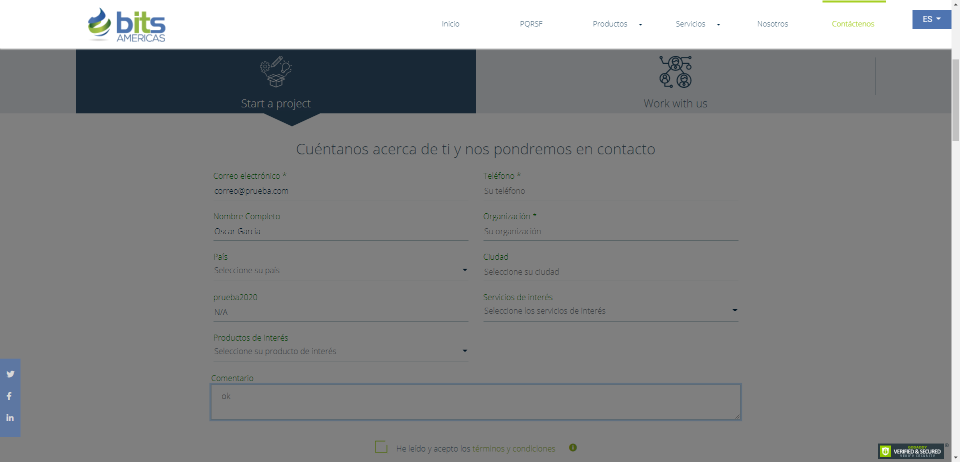 bits
AMERICAS
Inicio
PQRSF
Productos
Servicios
Nosotros
Contáctenos
ES
Start a project
Work with us
Cuéntanos acerca de ti y nos pondremos en contacto
Correo electrónico *
Teléfono *
correo@prueba.com
Su teléfono
Nombre Completo
Organización *
Oscar Garcia
Su organización
País
Ciudad
Seleccione su país
Seleccione su ciudad
prueba2020
Servicios de interés
N/A
Seleccione los servicios de interés
Productos de Interés
Seleccione su producto de interés
Comentario
ok
He leído y acepto los términos y condiciones
VERIFIED & SECURED